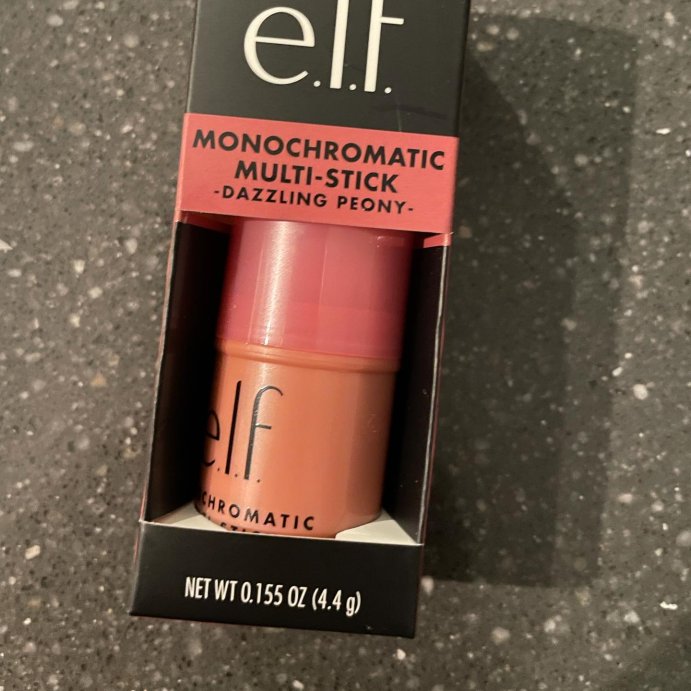 e.l.f.
MONOCHROMATIC
MULTI-STICK
-DAZZLING PEONY-
e.l.f.
CHROMATIC
NET WT 0.155 OZ (4.4 g)